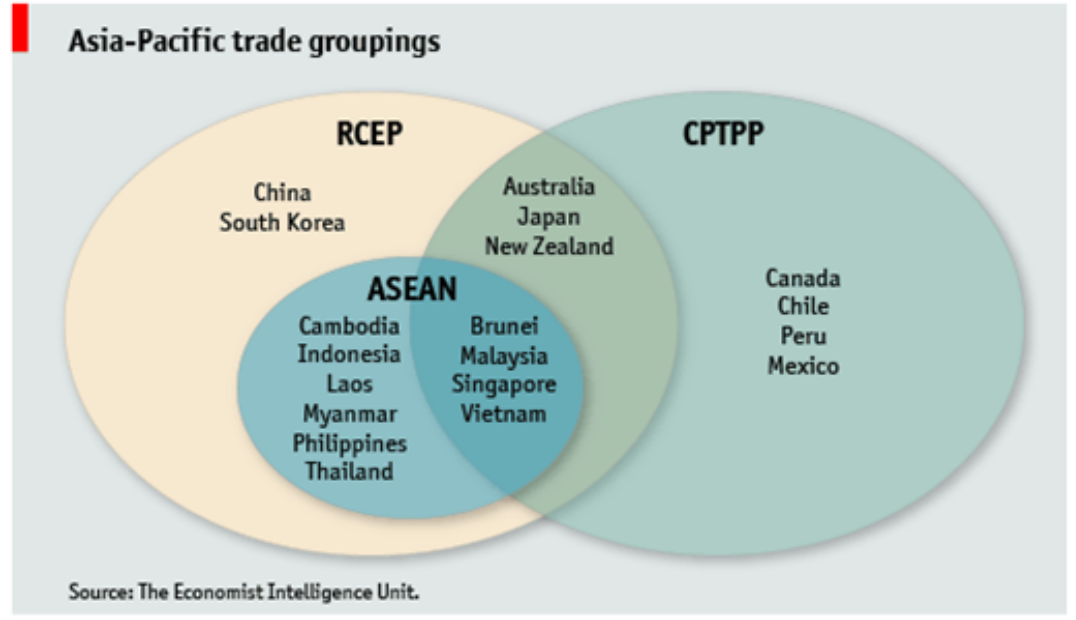 Asia-Pacific trade groupings
RCEP
CPTPP
China
South Korea
Australia
Japan
New Zealand
Canada
Chile
Peru
Mexico
ASEAN
Cambodia
Indonesia
Laos
Myanmar
Philippines
Thailand
Brunei
Malaysia
Singapore
Vietnam
Source: The Economist Intelligence Unit.